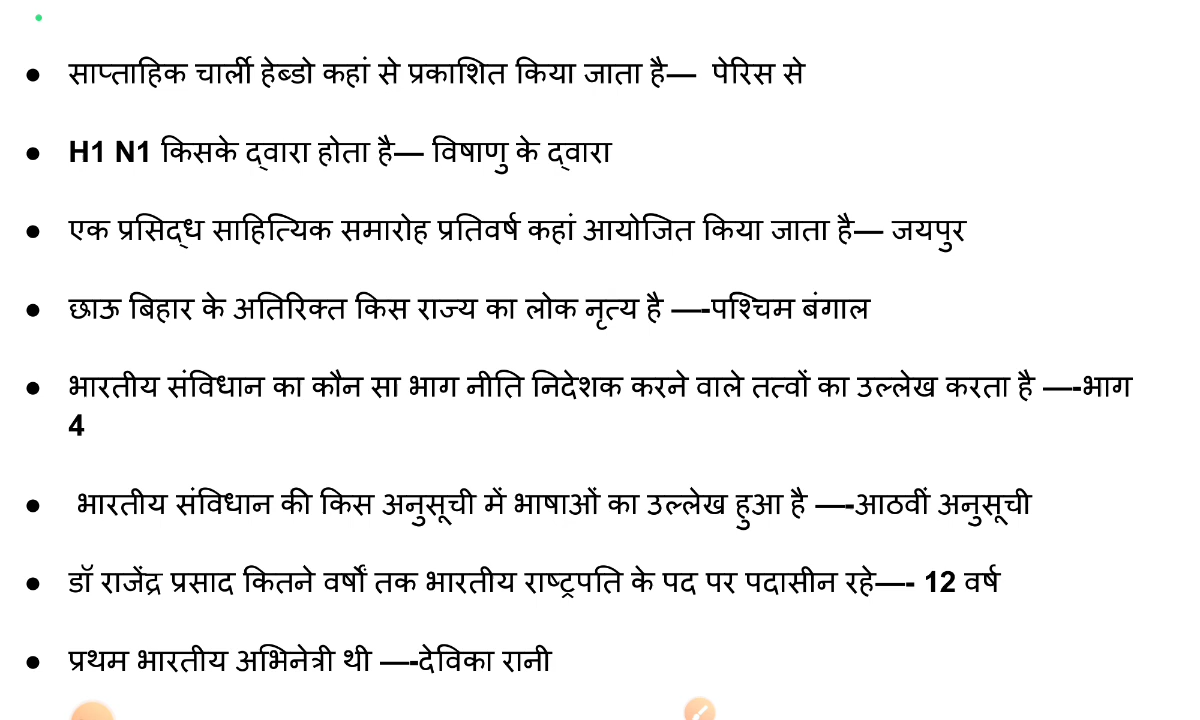 ● साप्ताहिक चार्ली हेब्डो कहां से प्रकाशित किया जाता है— पेरिस से
● H1 N1 किसके द्वारा होता है— विषाणु के द्वारा
● एक प्रसिद्ध साहित्यिक समारोह प्रतिवर्ष कहां आयोजित किया जाता है— जयपुर
● छाऊ बिहार के अतिरिक्त किस राज्य का लोक नृत्य है —-पश्चिम बंगाल
● भारतीय संविधान का कौन सा भाग नीति निदेशक करने वाले तत्वों का उल्लेख करता है —-भाग
4
● भारतीय संविधान की किस अनुसूची में भाषाओं का उल्लेख हुआ है —-आठवीं अनुसूची
● डॉ राजेंद्र प्रसाद कितने वर्षों तक भारतीय राष्ट्रपति के पद पर पदासीन रहे—- 12 वर्ष
● प्रथम भारतीय अभिनेत्री थी —-देविका रानी